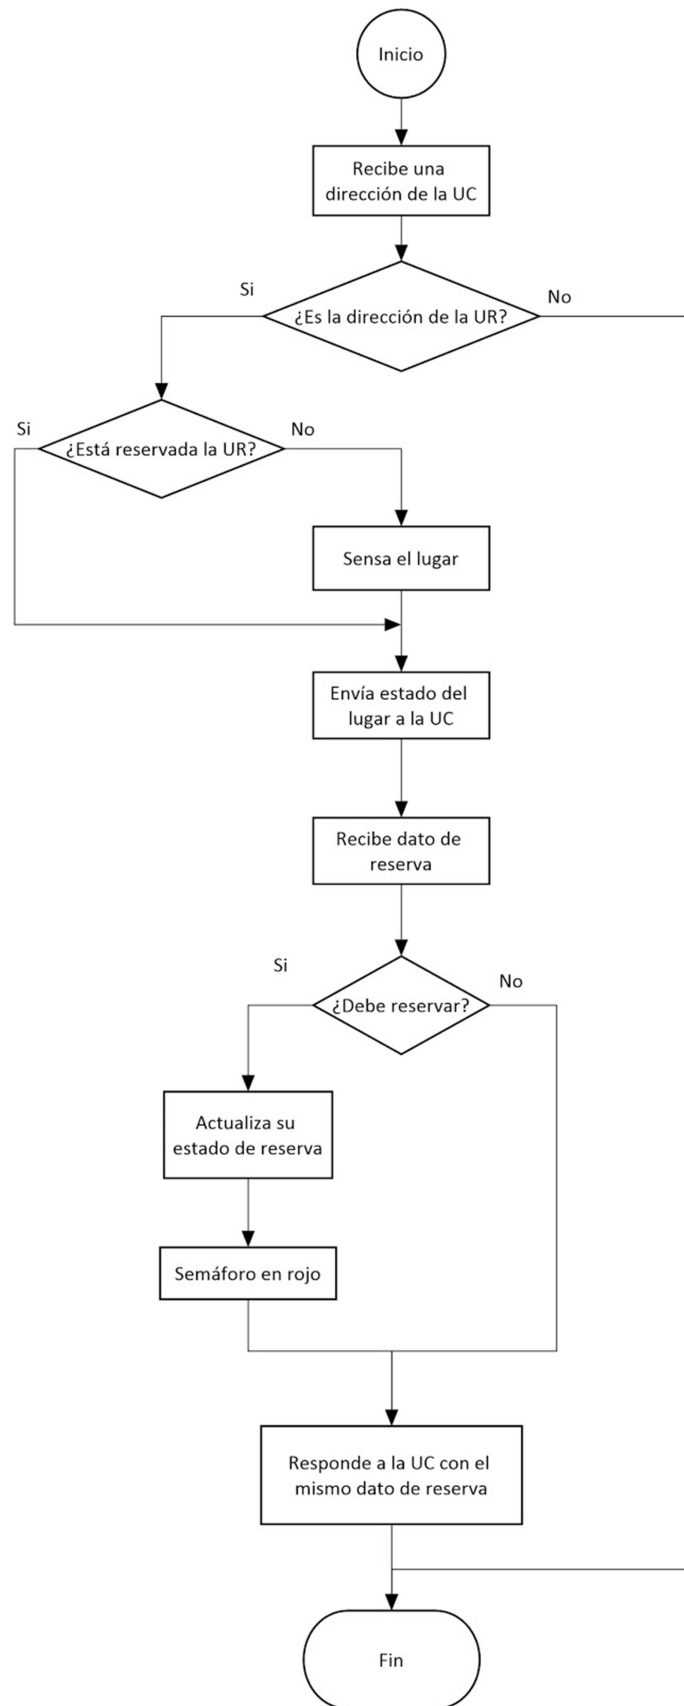 Inicio
Recibe una
dirección de la UC
Si
No
¿Es la dirección de la UR?
Si
No
¿Está reservada la UR?
Sensa el lugar
Envía estado del
lugar a la UC
Recibe dato de
reserva
Si
No
¿Debe reservar?
Actualiza su
estado de reserva
Semáforo en rojo
Responde a la UC con el
mismo dato de reserva
Fin